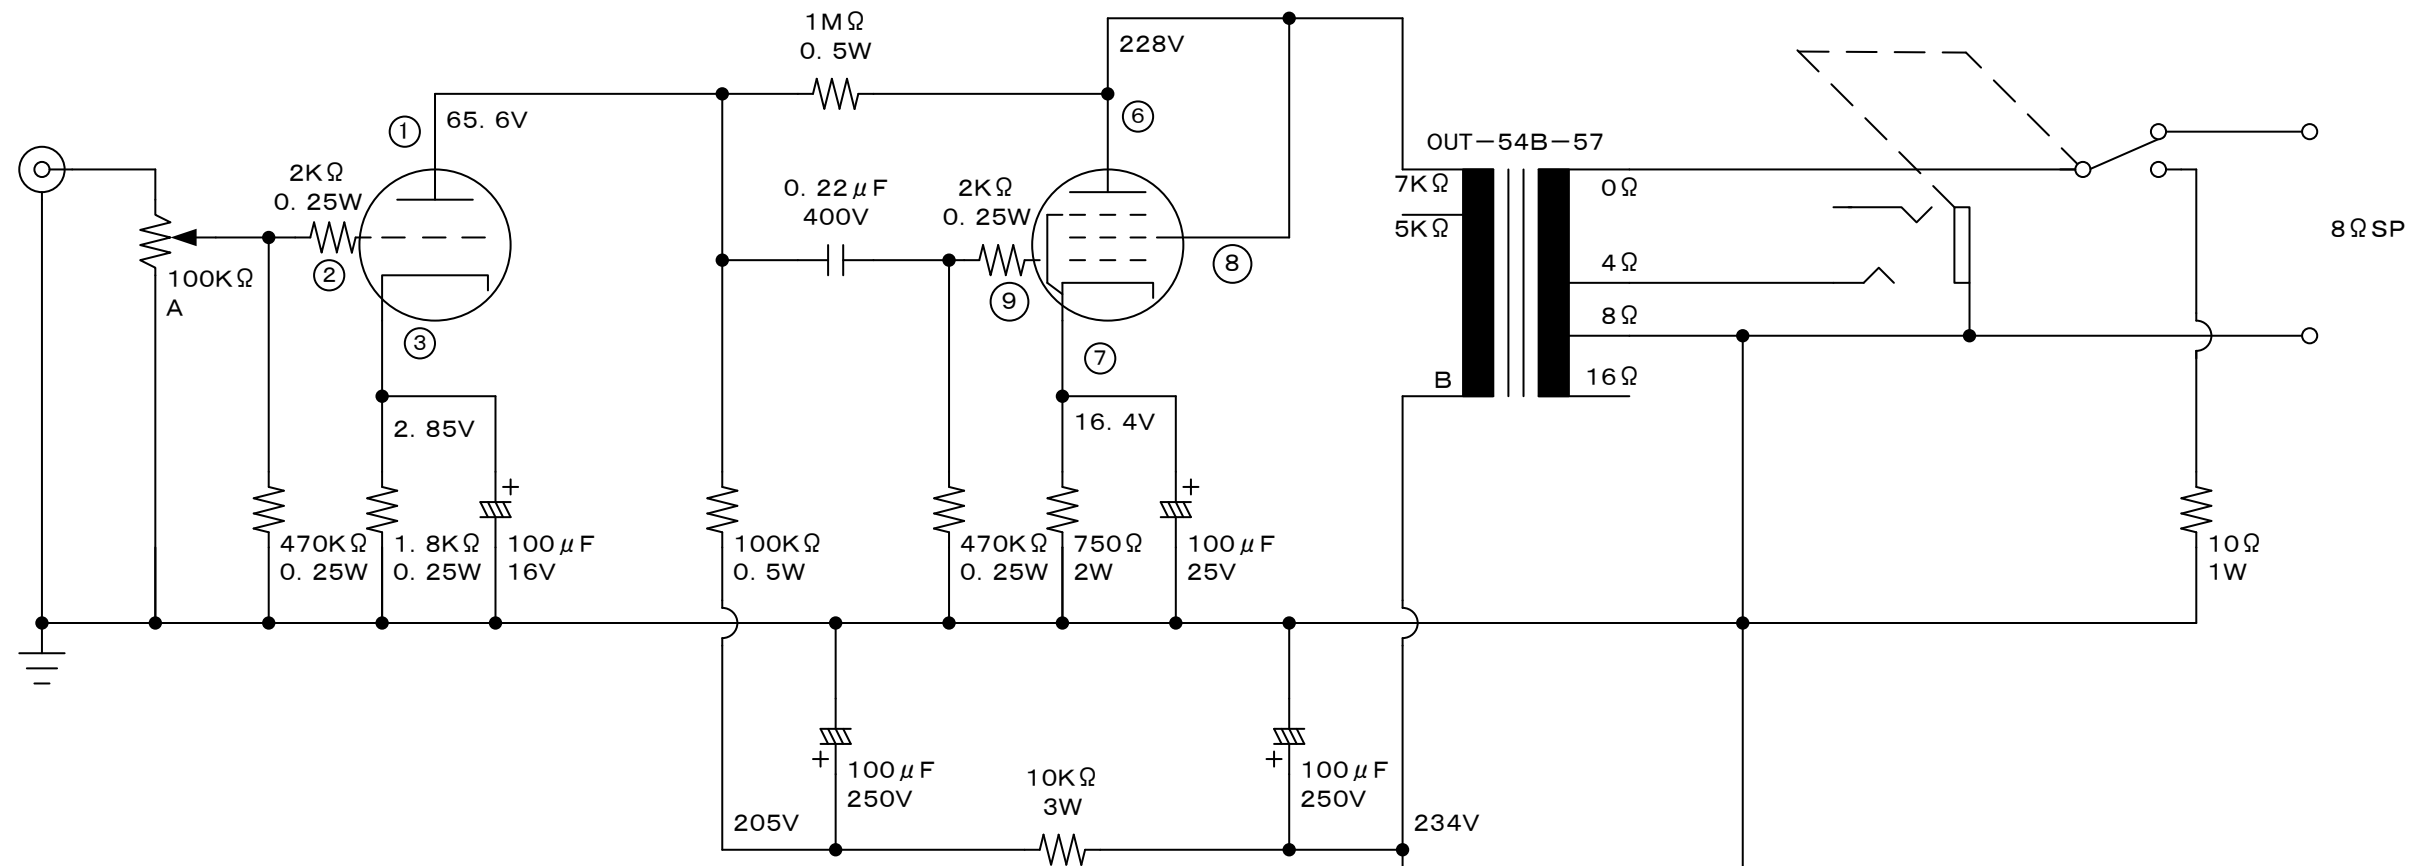 1MΩ
0.5W
228V
①
65.6V
⑥
OUT-54B-57
2KΩ
0.25W
0.22μF
400V
2KΩ
0.25W
7KΩ
5KΩ
0Ω
8ΩSP
②
100KΩ
A
⑧
4Ω
⑨
8Ω
③
⑦
B
16Ω
2.85V
16.4V
+
+
470KΩ
0.25W
1.8KΩ
0.25W
100μF
16V
100KΩ
0.5W
470KΩ
0.25W
750Ω
2W
100μF
25V
10Ω
1W
+
100μF
250V
10KΩ
3W
+
100μF
250V
205V
234V